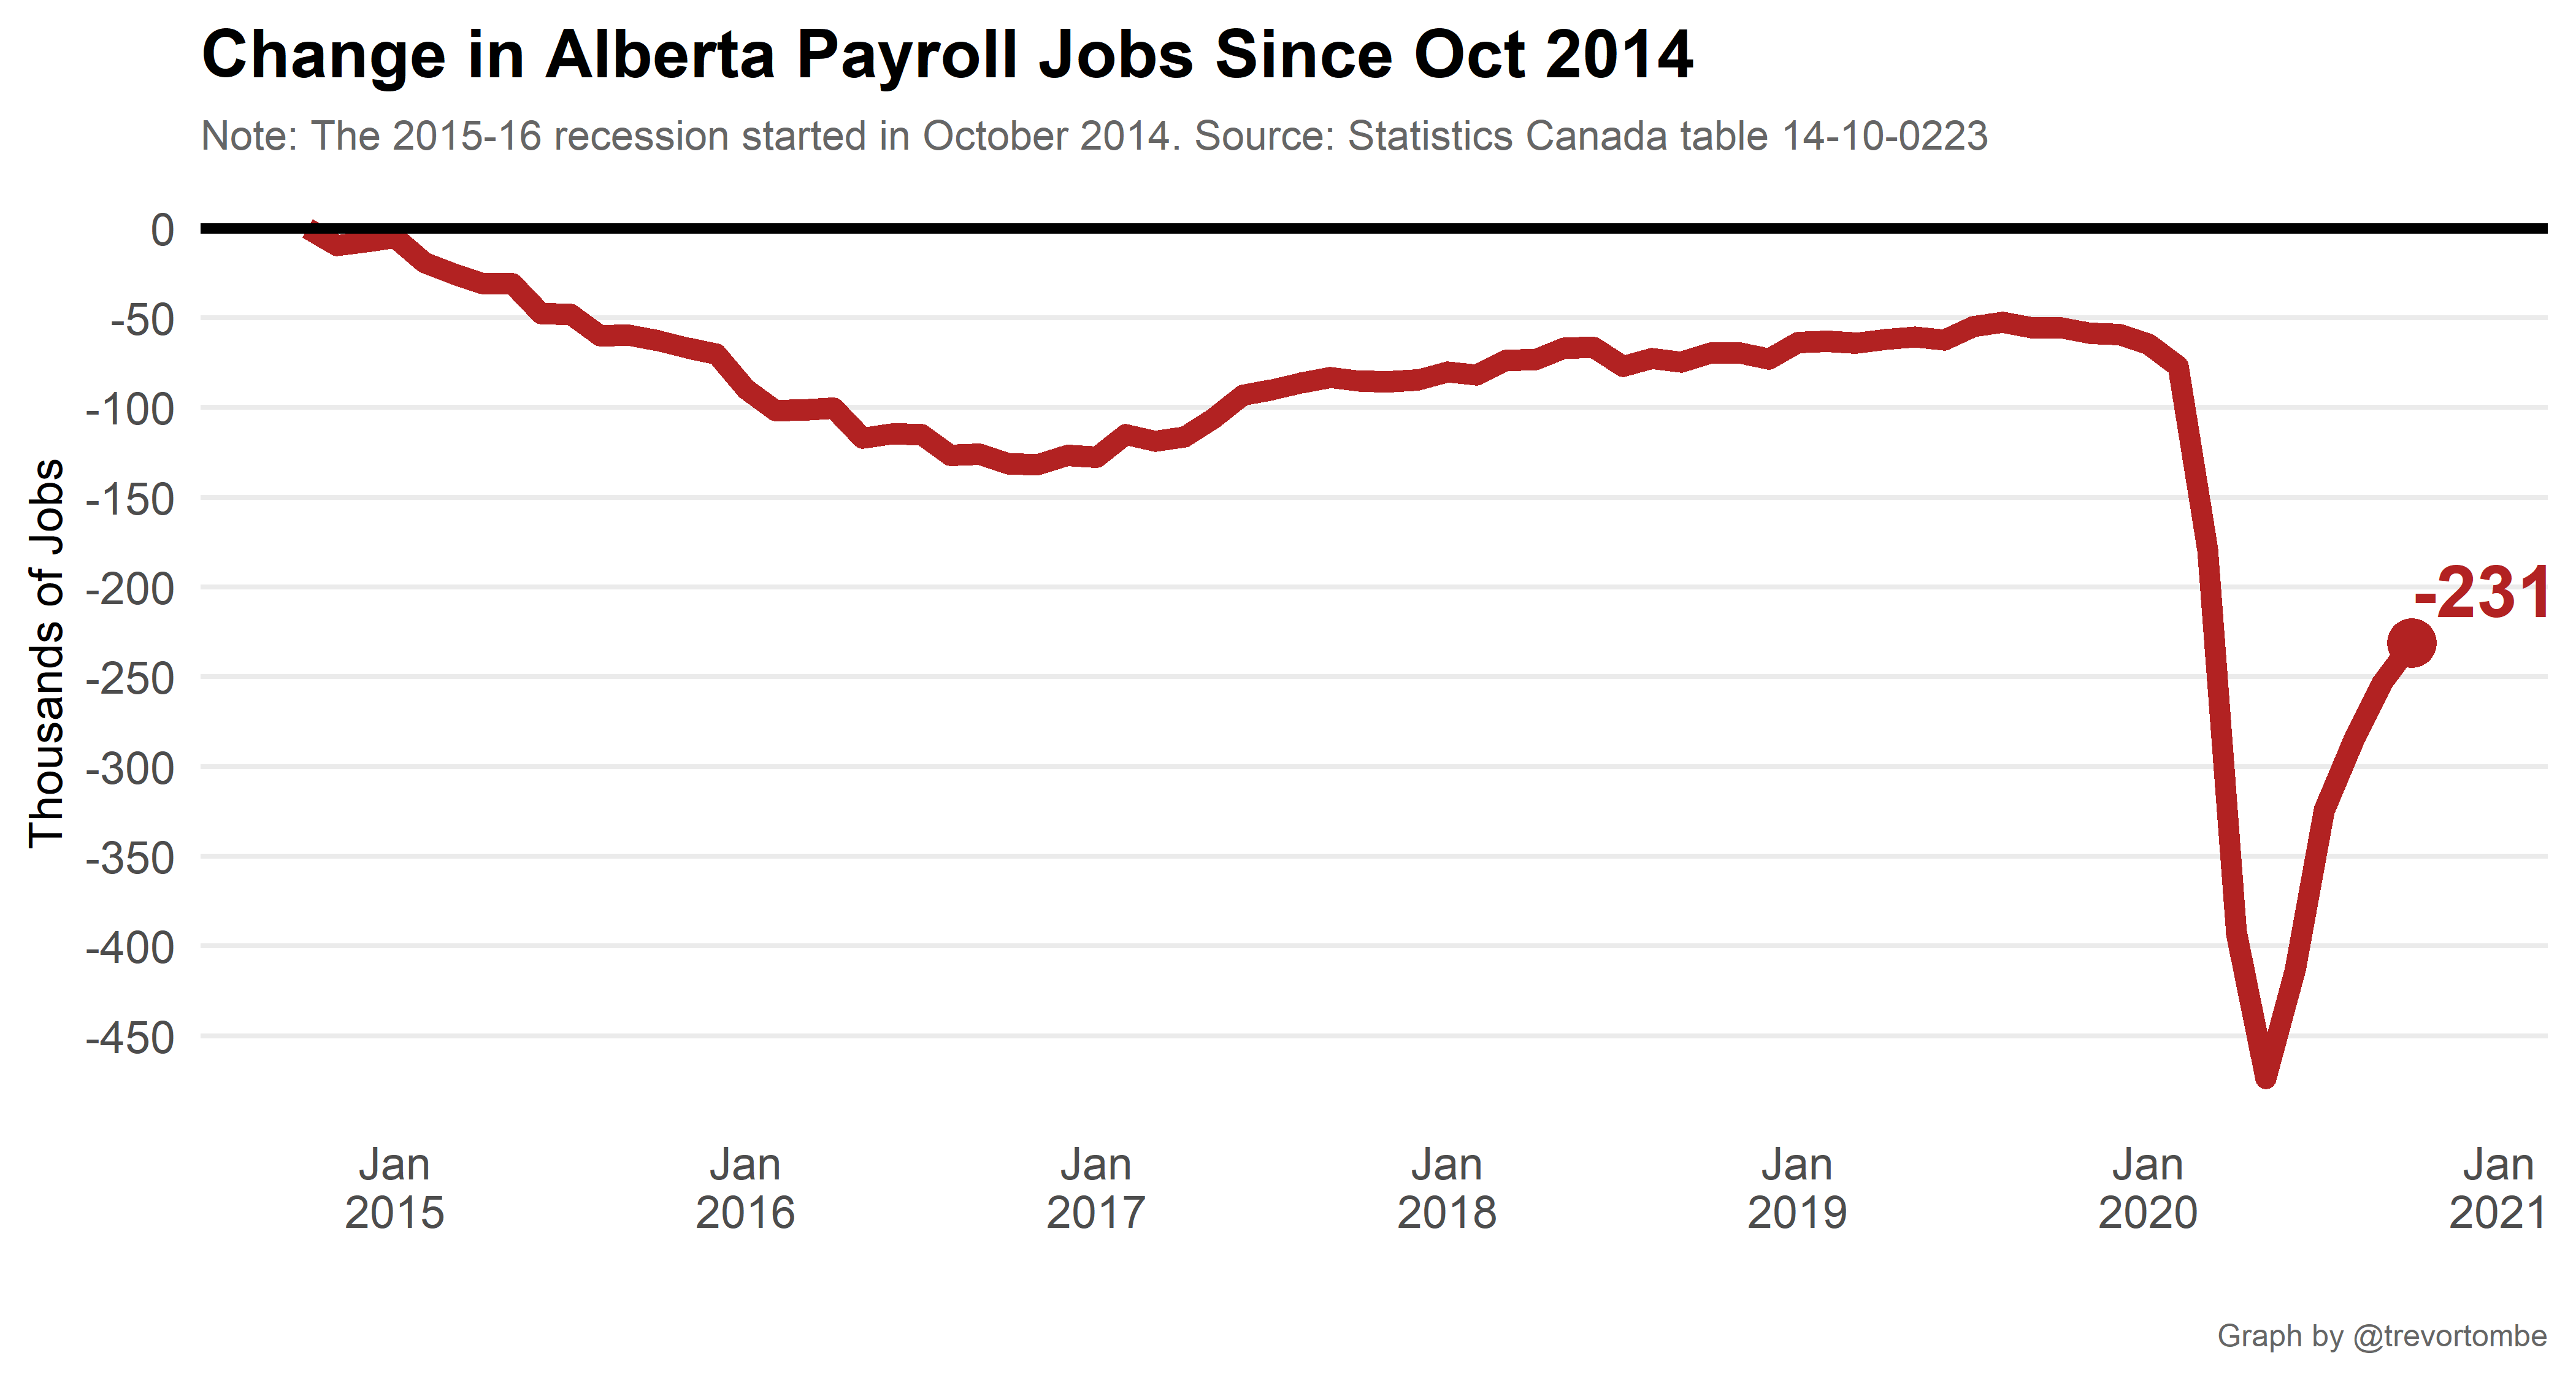 Change in Alberta Payroll Jobs Since Oct 2014
Note: The 2015-16 recession started in October 2014. Source: Statistics Canada table 14-10-0223
Thousands of Jobs
0
-50
-100
-150
-200
-250
-300
-350
-400
-450
-231
Jan
2015
Jan
2016
Jan
2017
Jan
2018
Jan
2019
Jan
2020
Jan
2021
Graph by @trevortombe